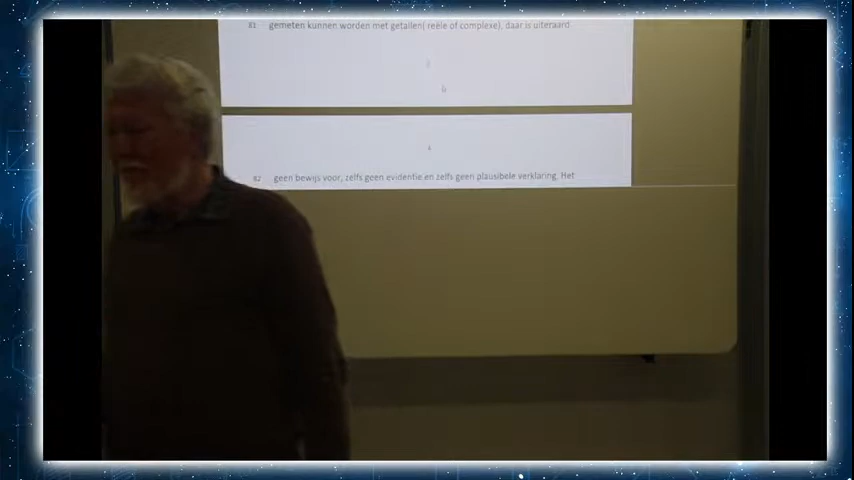 81 gemeten kunnen worden met getallen( reële of complexe), daar is uiteraard
82 geen bewijs voor, zelfs geen evidentie en zelfs geen plausibele verklaring. Het